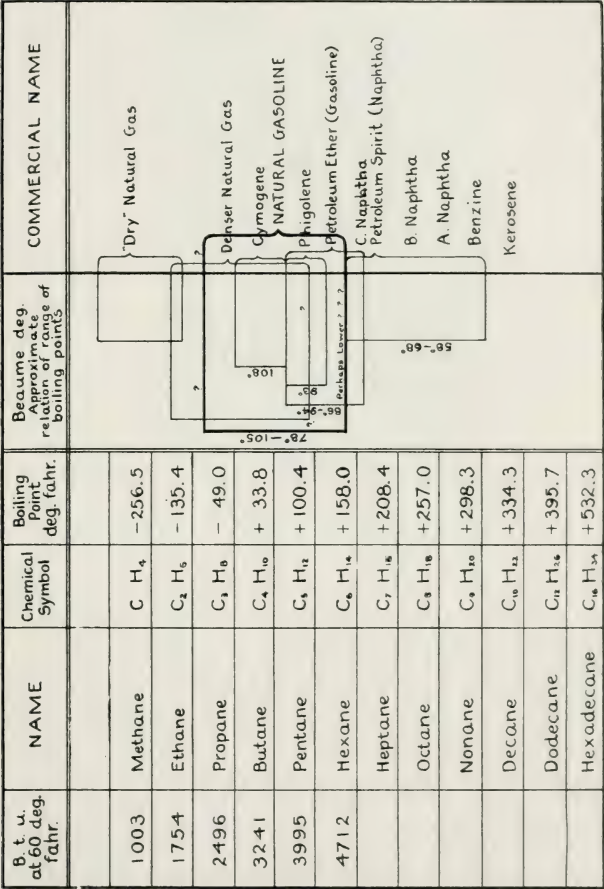 B. t. u. at 60 deg. fahr.
NAME
Chemical Symbol
Boiling Point deg. fahr.
Beaume deg. Approximate relation of range of boiling points
COMMERCIAL NAME
1003 Methane C H₄ −256.5
1754 Ethane C₂ H₆ −135.4
2496 Propane C₃ H₈ − 49.0
3241 Butane C₄ H₁₀ + 33.8
3995 Pentane C₅ H₁₂ + 100.4
4712 Hexane C₆ H₁₄ + 158.0
Heptane C₇ H₁₆ + 208.4
Octane C₈ H₁₈ +257.0
Nonane C₉ H₂₀ + 298.3
Decane C₁₀ H₂₂ + 334.3
Dodecane C₁₂ H₂₆ + 395.7
Hexadecane C₁₆ H₃₄ +532.3
78°—105°
86°-94°
93°
108°
58°-68°
?
?
?
?
Perhaps Lower ? ? ?
"Dry" Natural Gas
Denser Natural Gas
Cymogene
NATURAL GASOLINE
Rhigolene
Petroleum Ether (Gasoline)
C. Naphtha
Petroleum Spirit (Naphtha)
B. Naphtha
A. Naphtha
Benzine
Kerosene